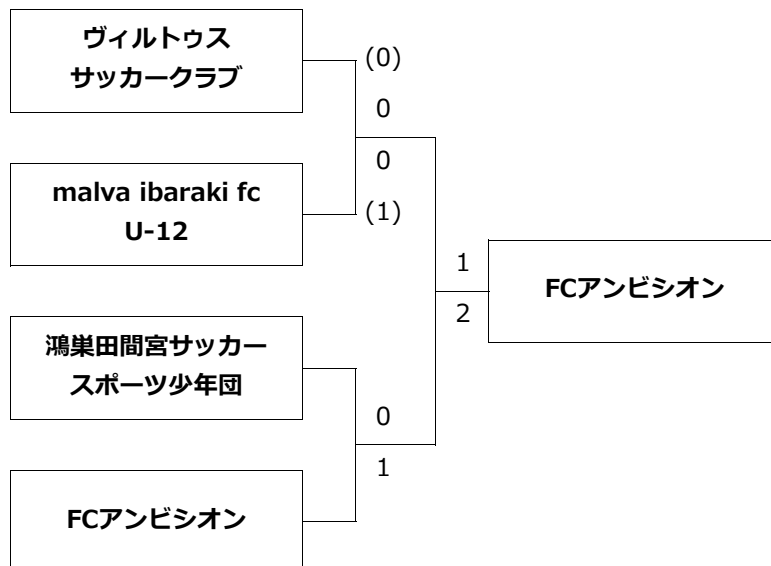 ヴィルトゥス
サッカークラブ
(0)
0
0
malva ibaraki fc
U-12
(1)
1
FCアンビシオン
2
鴻巣田間宮サッカー
スポーツ少年団
0
1
FCアンビシオン